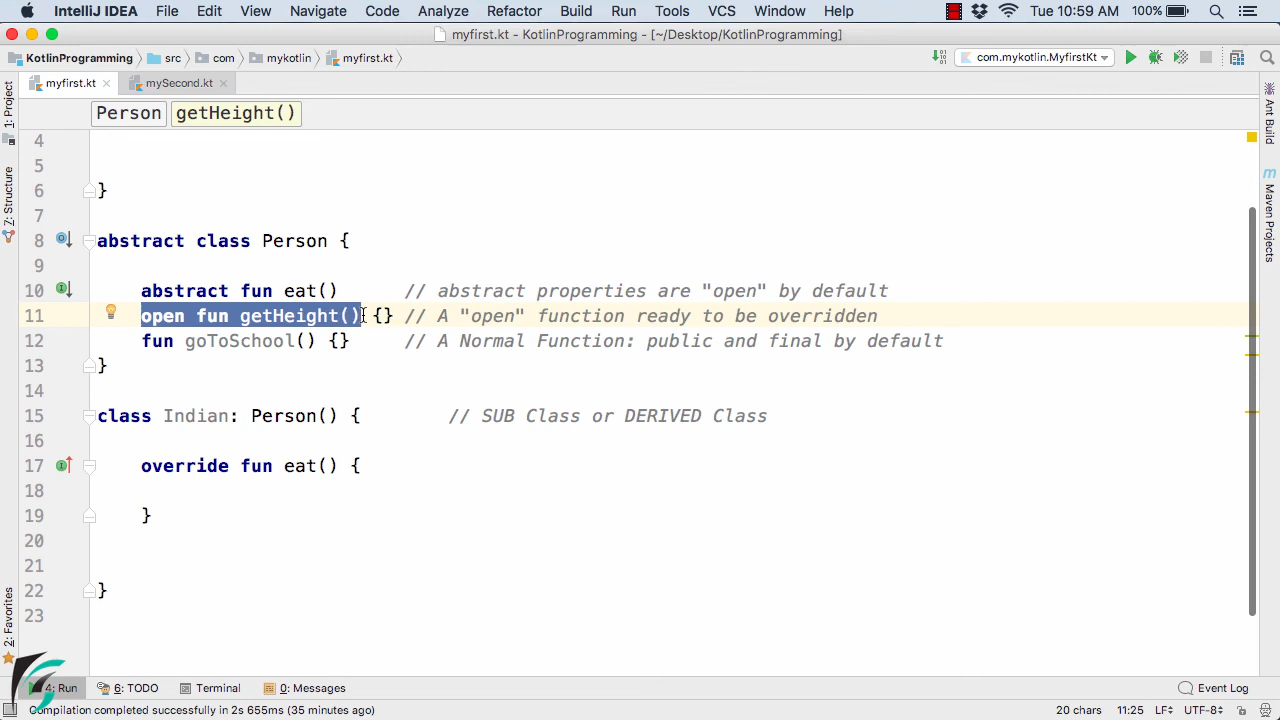 IntelliJ IDEA File Edit View Navigate Code Analyze Refactor Build Run Tools VCS Window Help Tue 10:59 AM 100%
myfirst.kt - KotlinProgramming - [~/Desktop/KotlinProgramming]
KotlinProgramming src com mykotlin myfirst.kt com.mykotlin.MyfirstKt
myfirst.kt mySecond.kt
Person getHeight()
1: Project
Z: Structure
2: Favorites
4
5
6 }
7
8 abstract class Person {
9
10 abstract fun eat() // abstract properties are "open" by default
11 open fun getHeight() {} // A "open" function ready to be overridden
12 fun goToSchool() {} // A Normal Function: public and final by default
13 }
14
15 class Indian: Person() { // SUB Class or DERIVED Class
16
17 override fun eat() {
18
19 }
20
21
22 }
23
Ant Build
m
Maven Projects
4: Run 6: TODO Terminal 0: Messages Event Log
Compilation completed successfully in 2s 655ms (35 minutes ago) 20 chars 11:25 LF UTF-8